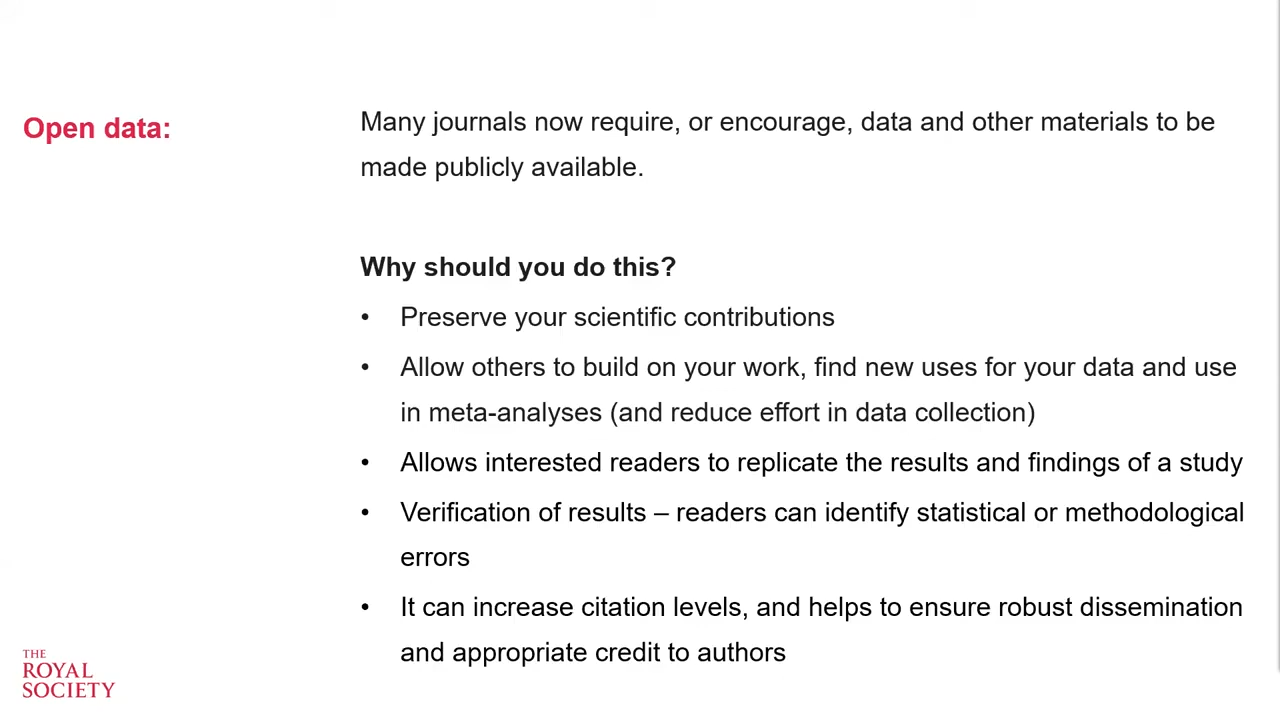 Open data:
Many journals now require, or encourage, data and other materials to be
made publicly available.
Why should you do this?
• Preserve your scientific contributions
• Allow others to build on your work, find new uses for your data and use
in meta-analyses (and reduce effort in data collection)
• Allows interested readers to replicate the results and findings of a study
• Verification of results – readers can identify statistical or methodological
errors
• It can increase citation levels, and helps to ensure robust dissemination
and appropriate credit to authors
THE
ROYAL
SOCIETY